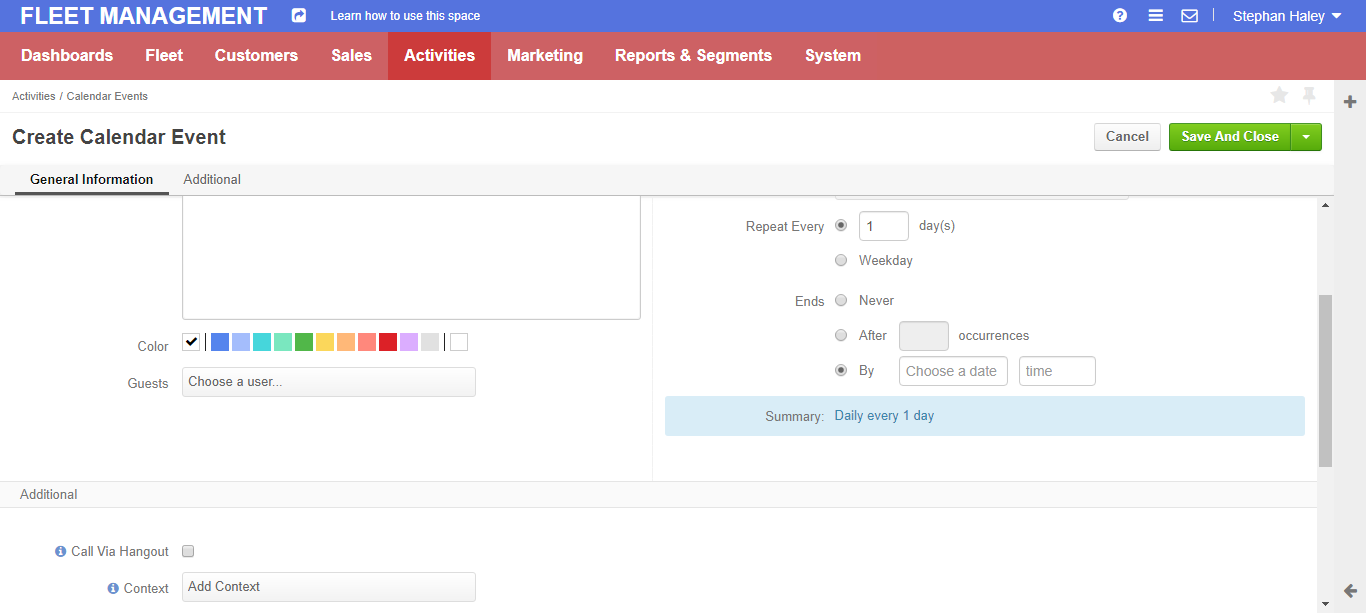 FLEET MANAGEMENT Learn how to use this space Stephan Haley
Dashboards Fleet Customers Sales Activities Marketing Reports & Segments System
Activities / Calendar Events
Create Calendar Event Cancel Save And Close
General Information Additional
Repeat Every 1 day(s)
Weekday
Ends Never
After occurrences
By Choose a date time
Summary: Daily every 1 day
Color
Guests Choose a user...
Additional
Call Via Hangout
Context Add Context